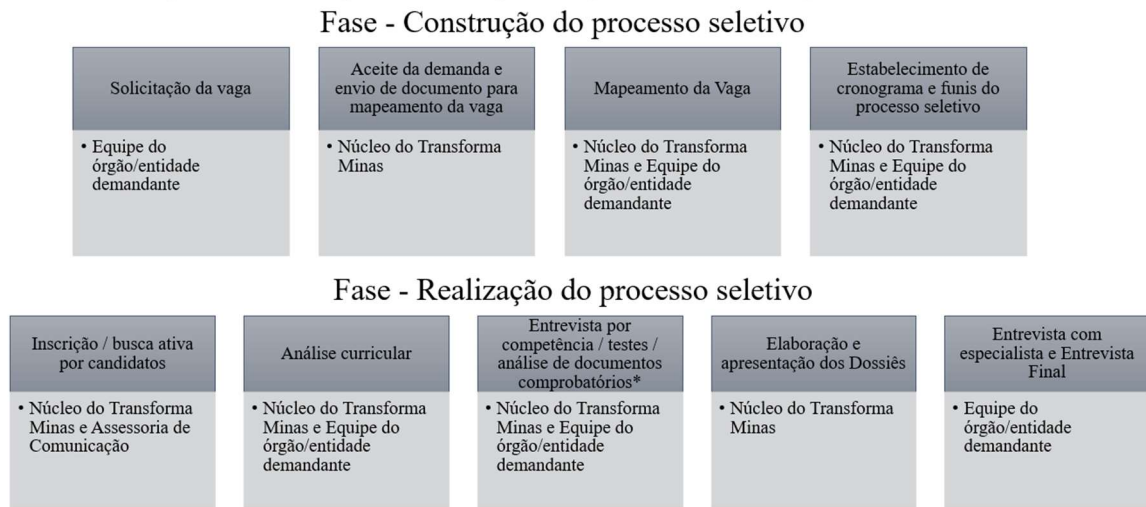 Fase - Construção do processo seletivo
Solicitação da vaga
• Equipe do
órgão/entidade
demandante
Aceite da demanda e
envio de documento para
mapeamento da vaga
• Núcleo do Transforma
Minas
Mapeamento da Vaga
• Núcleo do Transforma
Minas e Equipe do
órgão/entidade
demandante
Estabelecimento de
cronograma e funis do
processo seletivo
• Núcleo do Transforma
Minas e Equipe do
órgão/entidade
demandante
Fase - Realização do processo seletivo
Inscrição / busca ativa
por candidatos
• Núcleo do Transforma
Minas e Assessoria de
Comunicação
Análise curricular
• Núcleo do Transforma
Minas e Equipe do
órgão/entidade
demandante
Entrevista por
competência / testes /
análise de documentos
comprobatórios*
• Núcleo do Transforma
Minas e Equipe do
órgão/entidade
demandante
Elaboração e
apresentação dos Dossiês
• Núcleo do Transforma
Minas
Entrevista com
especialista e Entrevista
Final
• Equipe do
órgão/entidade
demandante